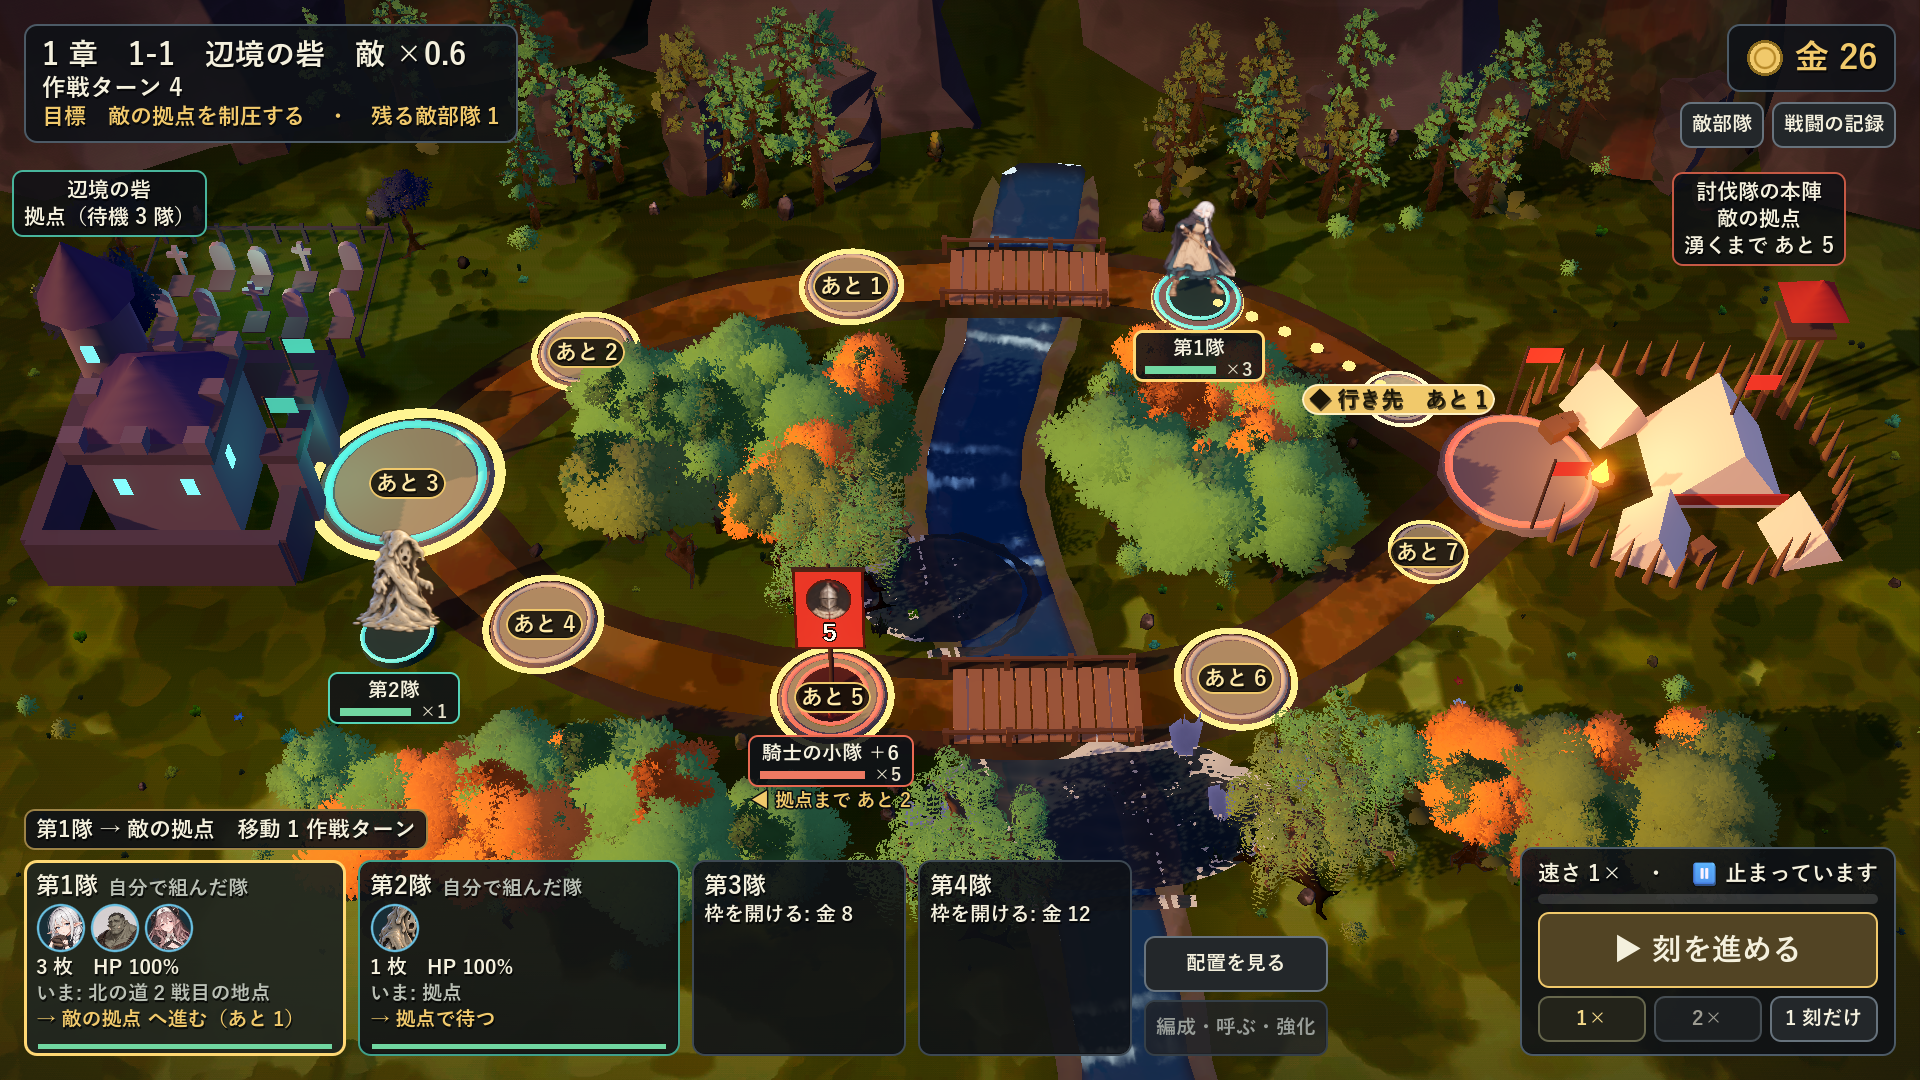 1 章　1-1　辺境の砦　敵 ×0.6
作戦ターン 4
目標　敵の拠点を制圧する　・　残る敵部隊 1
金 26
敵部隊
戦闘の記録
辺境の砦
拠点（待機 3 隊）
討伐隊の本陣
敵の拠点
湧くまで あと 5
あと 1
あと 2
第1隊
×3
◆ 行き先　あと 1
あと 3
あと 7
あと 4
5
あと 5
あと 6
第2隊
×1
騎士の小隊 ＋6
×5
◀ 拠点まで あと 2
第1隊 → 敵の拠点　移動 1 作戦ターン
第1隊 自分で組んだ隊
3 枚　HP 100%
いま: 北の道 2 戦目の地点
→ 敵の拠点 へ進む（あと 1）
第2隊 自分で組んだ隊
1 枚　HP 100%
いま: 拠点
→ 拠点で待つ
第3隊
枠を開ける: 金 8
第4隊
枠を開ける: 金 12
配置を見る
編成・呼ぶ・強化
速さ 1×　・　⏸ 止まっています
▶ 刻を進める
1×
2×
1 刻だけ